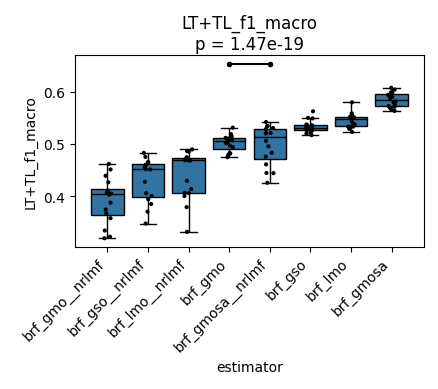 LT+TL_f1_macro
p = 1.47e-19
LT+TL_f1_macro
0.6
0.5
0.4
brf_gmo__nrlmf
brf_gso__nrlmf
brf_lmo__nrlmf
brf_gmo
brf_gmosa__nrlmf
brf_gso
brf_lmo
brf_gmosa
estimator